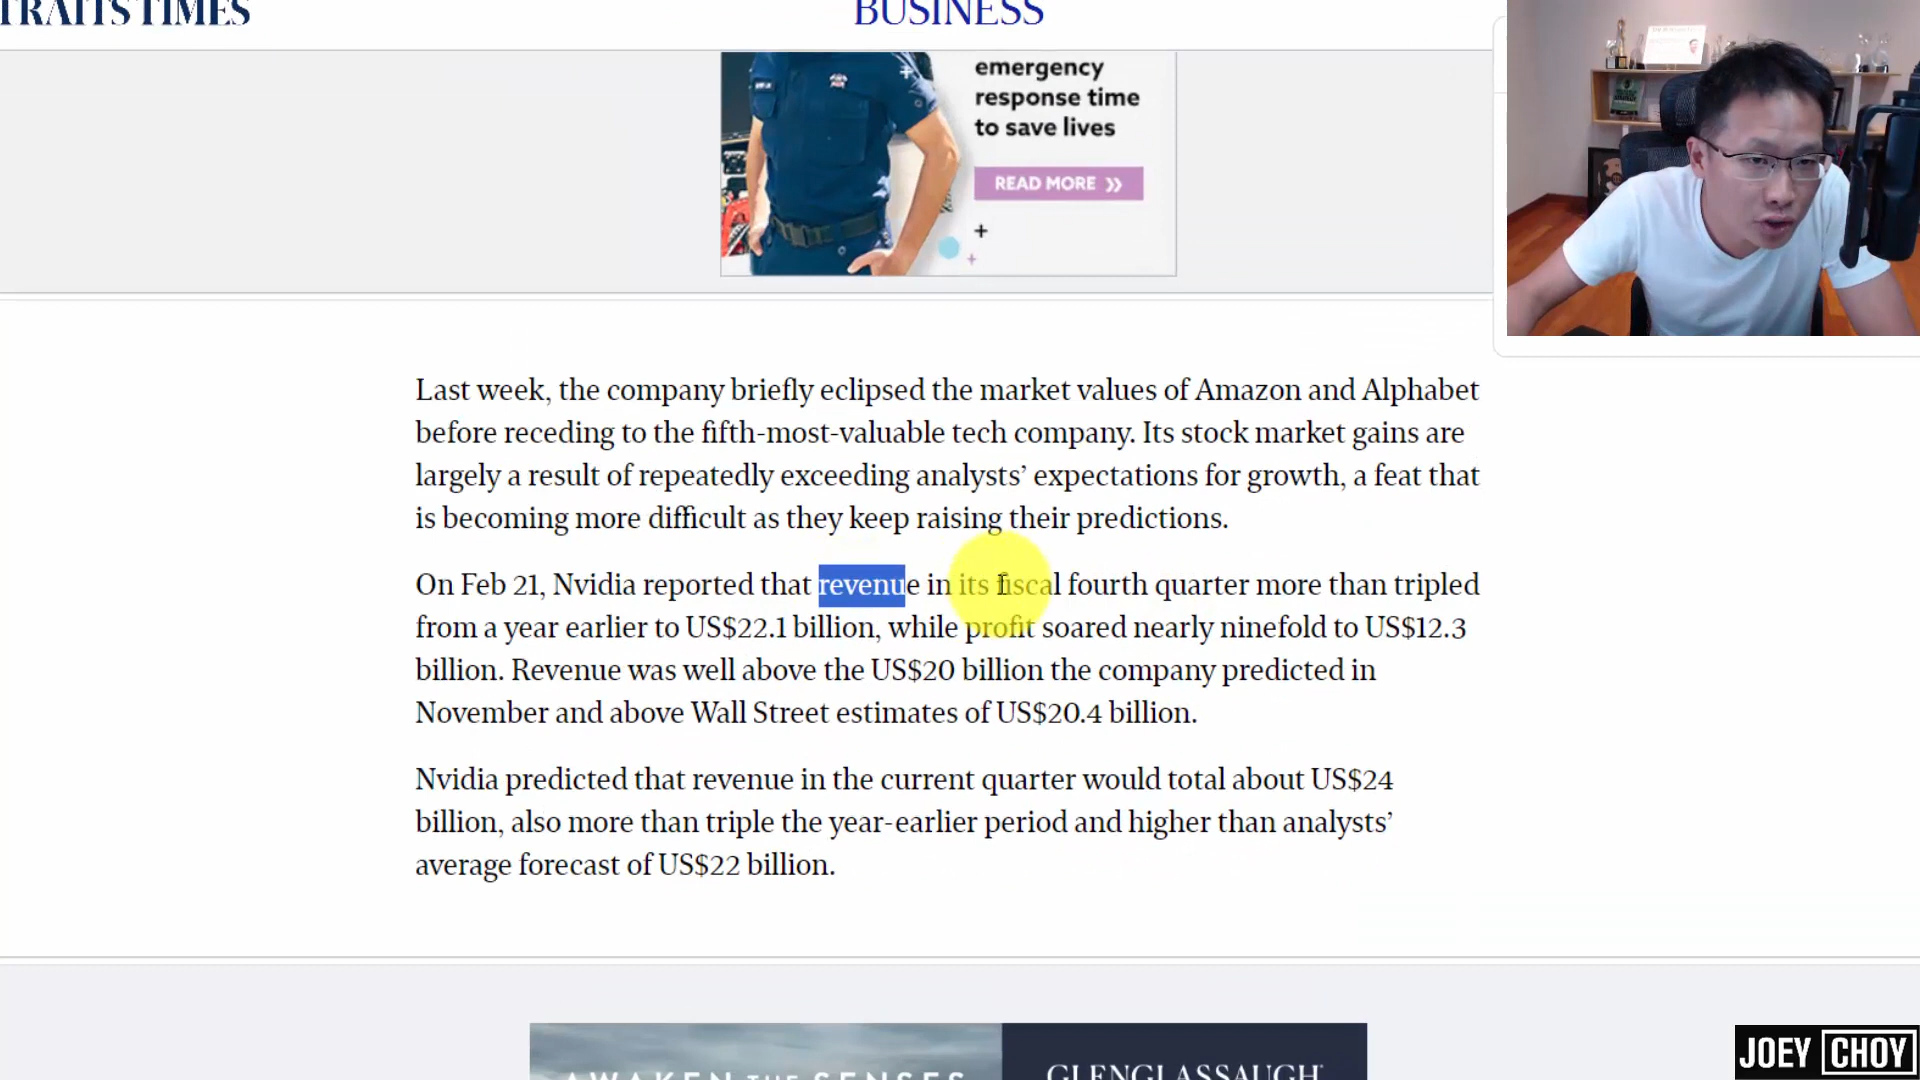 TRAITS TIMES
BUSINESS
emergency
response time
to save lives
READ MORE »
Last week, the company briefly eclipsed the market values of Amazon and Alphabet
before receding to the fifth-most-valuable tech company. Its stock market gains are
largely a result of repeatedly exceeding analysts’ expectations for growth, a feat that
is becoming more difficult as they keep raising their predictions.
On Feb 21, Nvidia reported that revenue in its fiscal fourth quarter more than tripled
from a year earlier to US$22.1 billion, while profit soared nearly ninefold to US$12.3
billion. Revenue was well above the US$20 billion the company predicted in
November and above Wall Street estimates of US$20.4 billion.
Nvidia predicted that revenue in the current quarter would total about US$24
billion, also more than triple the year-earlier period and higher than analysts’
average forecast of US$22 billion.
AWAKEN THE SENSES
GLENGLASSAUGH
JOEY CHOY